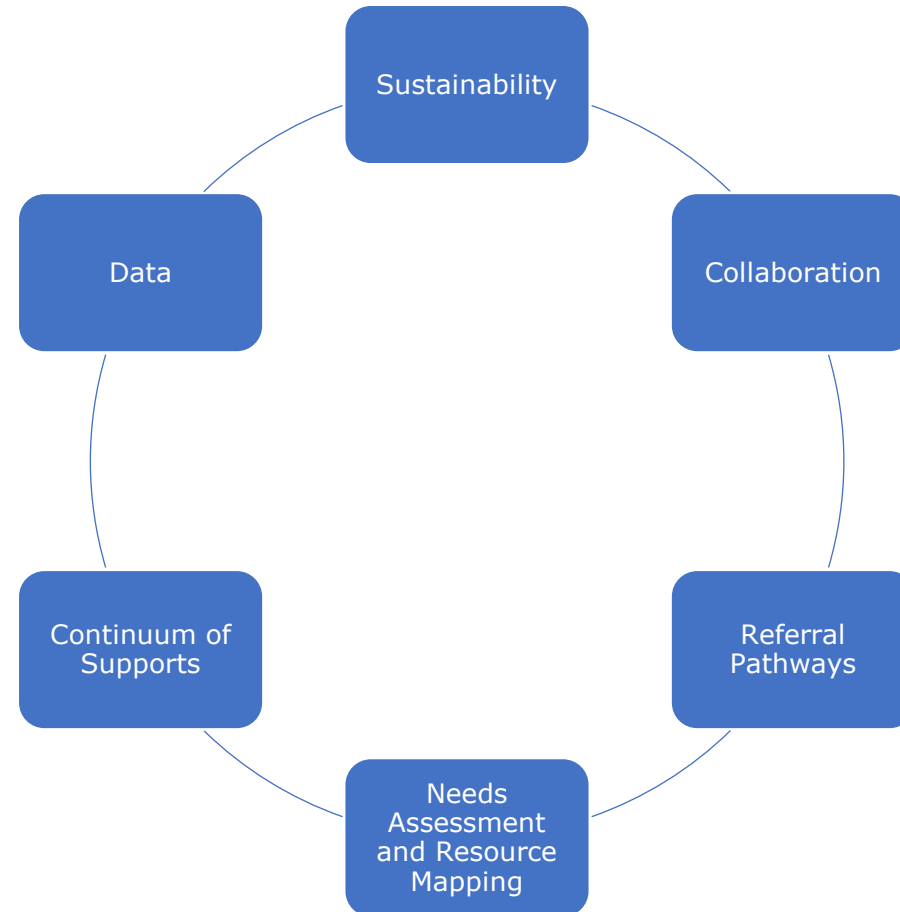 Sustainability
Data
Collaboration
Continuum of
Supports
Referral
Pathways
Needs
Assessment
and Resource
Mapping